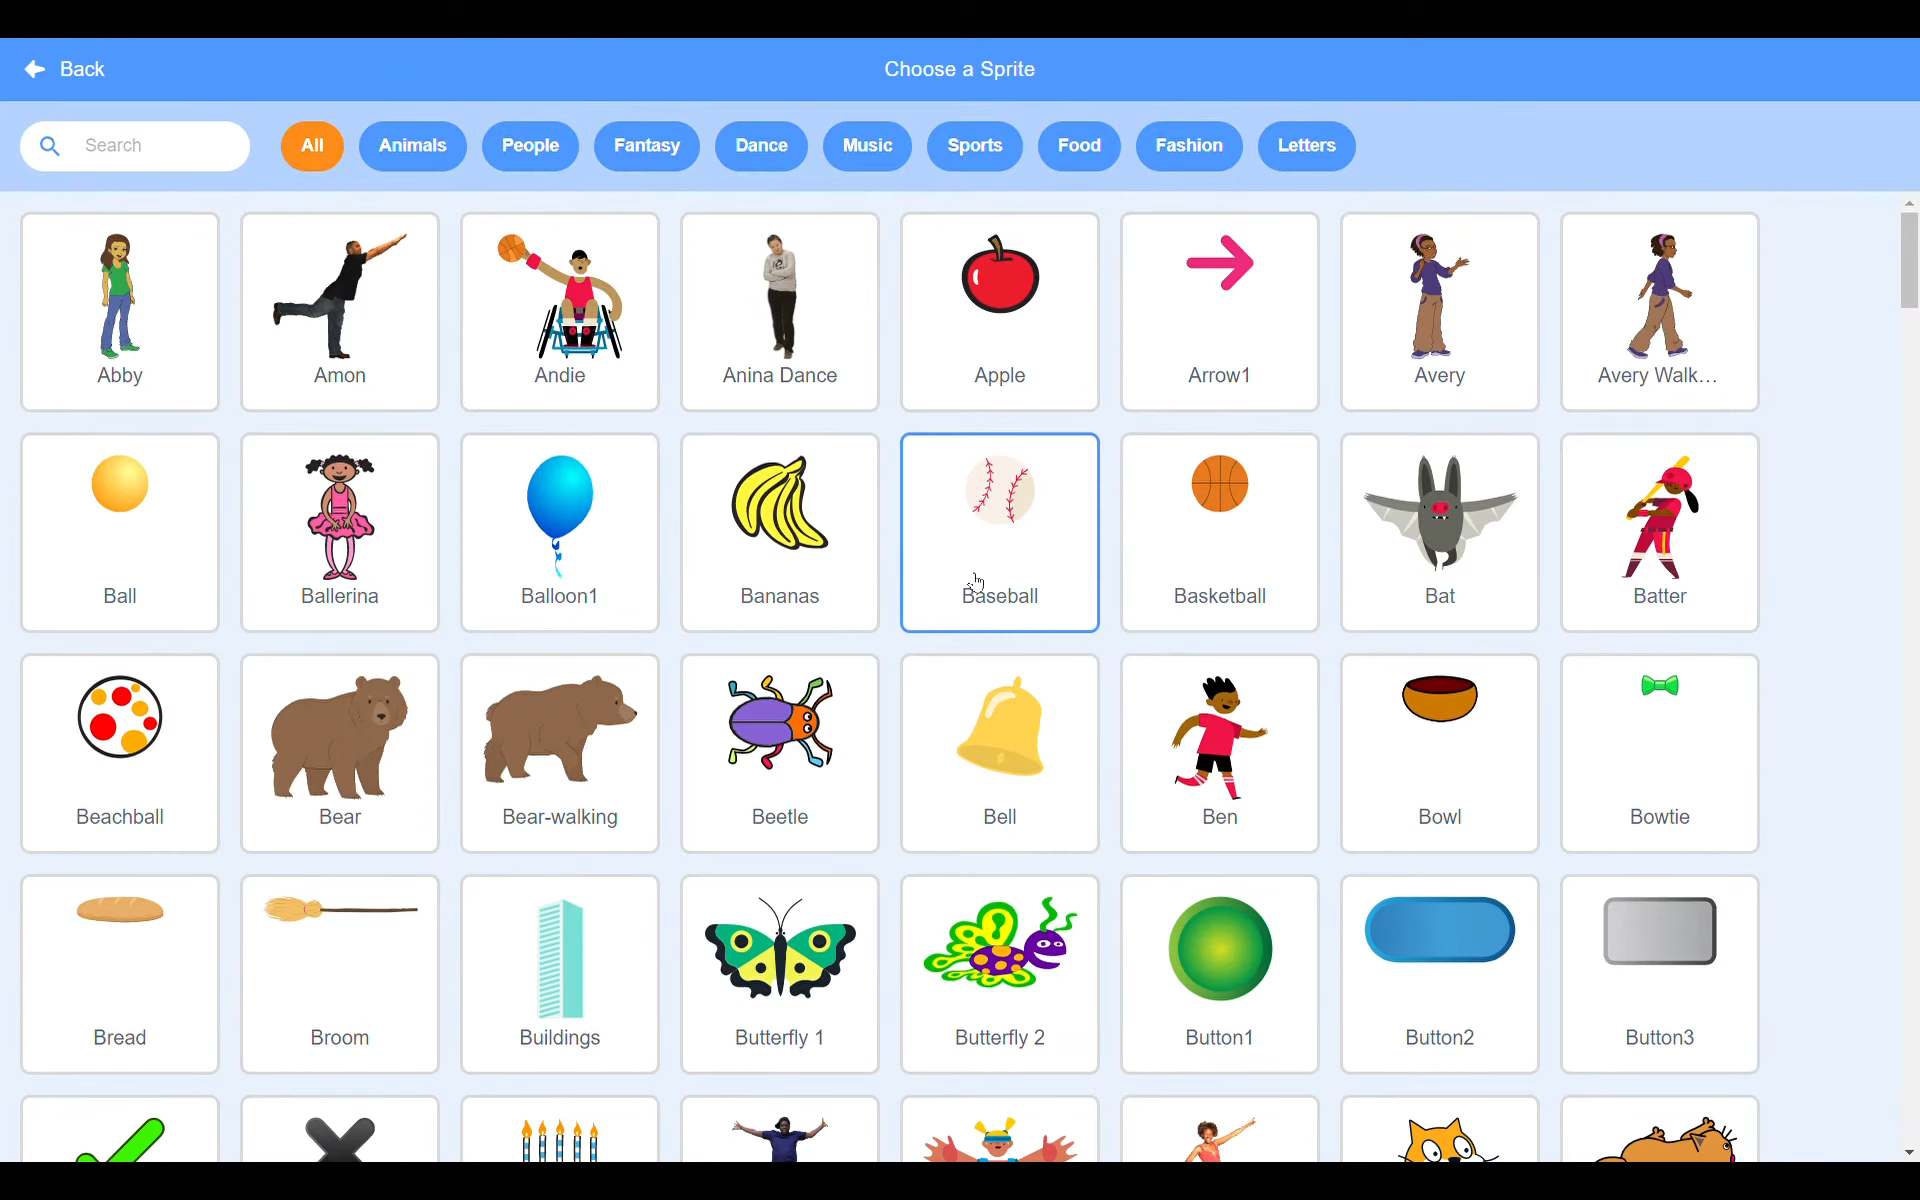 Back
Choose a Sprite
Search
All Animals People Fantasy Dance Music Sports Food Fashion Letters
Abby Amon Andie Anina Dance Apple Arrow1 Avery Avery Walk...
Ball Ballerina Balloon1 Bananas Baseball Basketball Bat Batter
Beachball Bear Bear-walking Beetle Bell Ben Bowl Bowtie
Bread Broom Buildings Butterfly 1 Butterfly 2 Button1 Button2 Button3